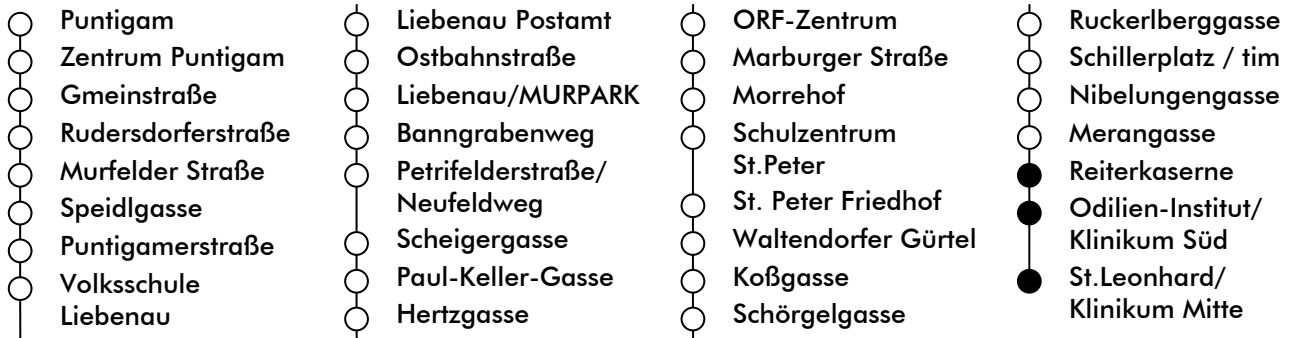 Puntigam
Zentrum Puntigam
Gmeinstraße
Rudersdorferstraße
Murfelder Straße
Speidlgasse
Puntigamerstraße
Volksschule
Liebenau
Liebenau Postamt
Ostbahnstraße
Liebenau/MURPARK
Banngrabenweg
Petrifelderstraße/
Neufeldweg
Scheigergasse
Paul-Keller-Gasse
Hertzgasse
ORF-Zentrum
Marburger Straße
Morrehof
Schulzentrum
St.Peter
St. Peter Friedhof
Waltendorfer Gürtel
Koßgasse
Schörgelgasse
Ruckerlberggasse
Schillerplatz / tim
Nibelungengasse
Merangasse
Reiterkaserne
Odilien-Institut/
Klinikum Süd
St.Leonhard/
Klinikum Mitte